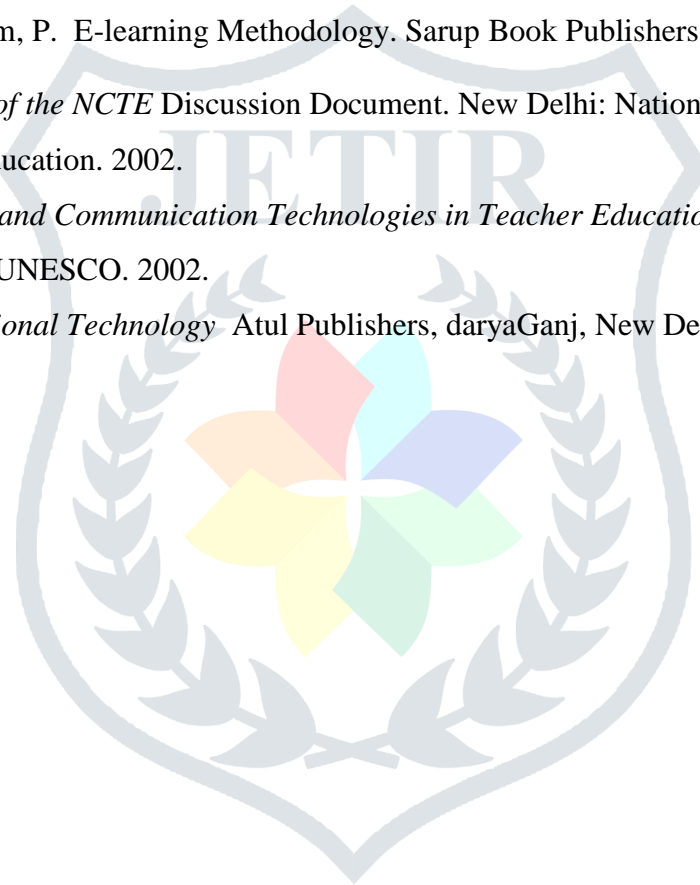 m, P. E-learning Methodology. Sarup Book Publishers
of the NCTE Discussion Document. New Delhi: Nation
ucation. 2002.
and Communication Technologies in Teacher Educatio
UNESCO. 2002.
ional Technology Atul Publishers, daryaGanj, New De
JETIR